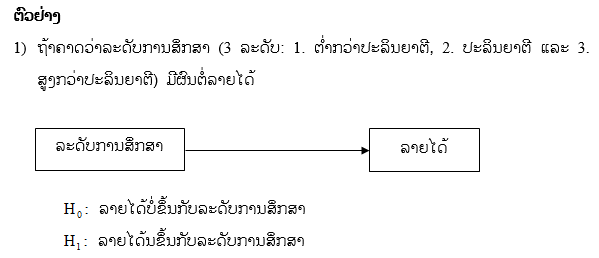 ຕົວຢ່າງ
1) ຖ້າຄາດວ່າລະດັບການສຶກສາ (3 ລະດັບ: 1. ຕ່ຳກວ່າປະລິນຍາຕີ, 2. ປະລິນຍາຕີ ແລະ 3.
ສູງກວ່າປະລິນຍາຕີ) ມີຜົນຕໍ່ລາຍໄດ້
ລະດັບການສຶກສາ
ລາຍໄດ້
H0: ລາຍໄດ້ບໍ່ຂຶ້ນກັບລະດັບການສຶກສາ
H1: ລາຍໄດ້ນຂຶ້ນກັບລະດັບການສຶກສາ